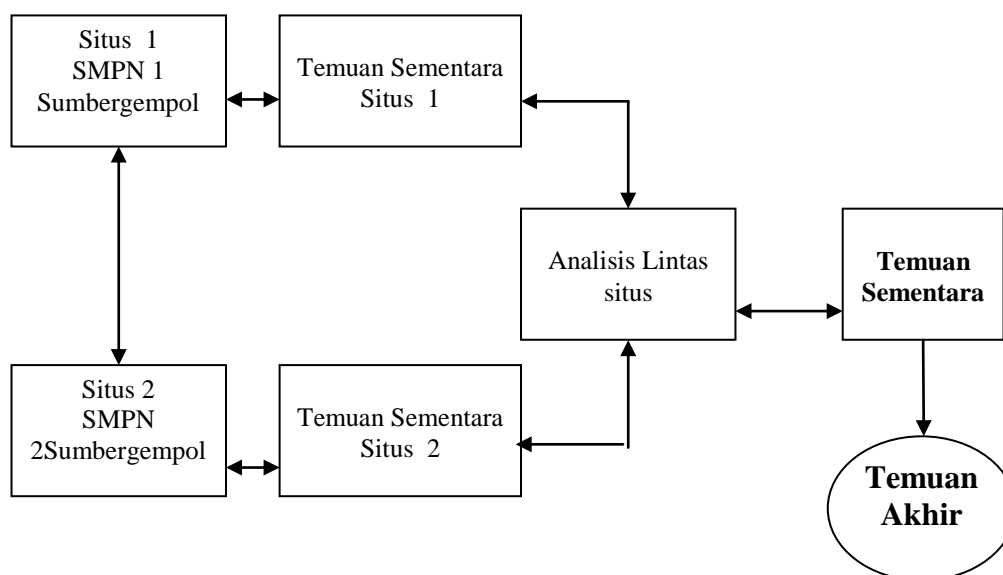 Situs 1
SMPN 1
Sumbergempol
Temuan Sementara
Situs 1
Analisis Lintas
situs
Temuan
Sementara
Situs 2
SMPN
2Sumbergempol
Temuan Sementara
Situs 2
Temuan
Akhir